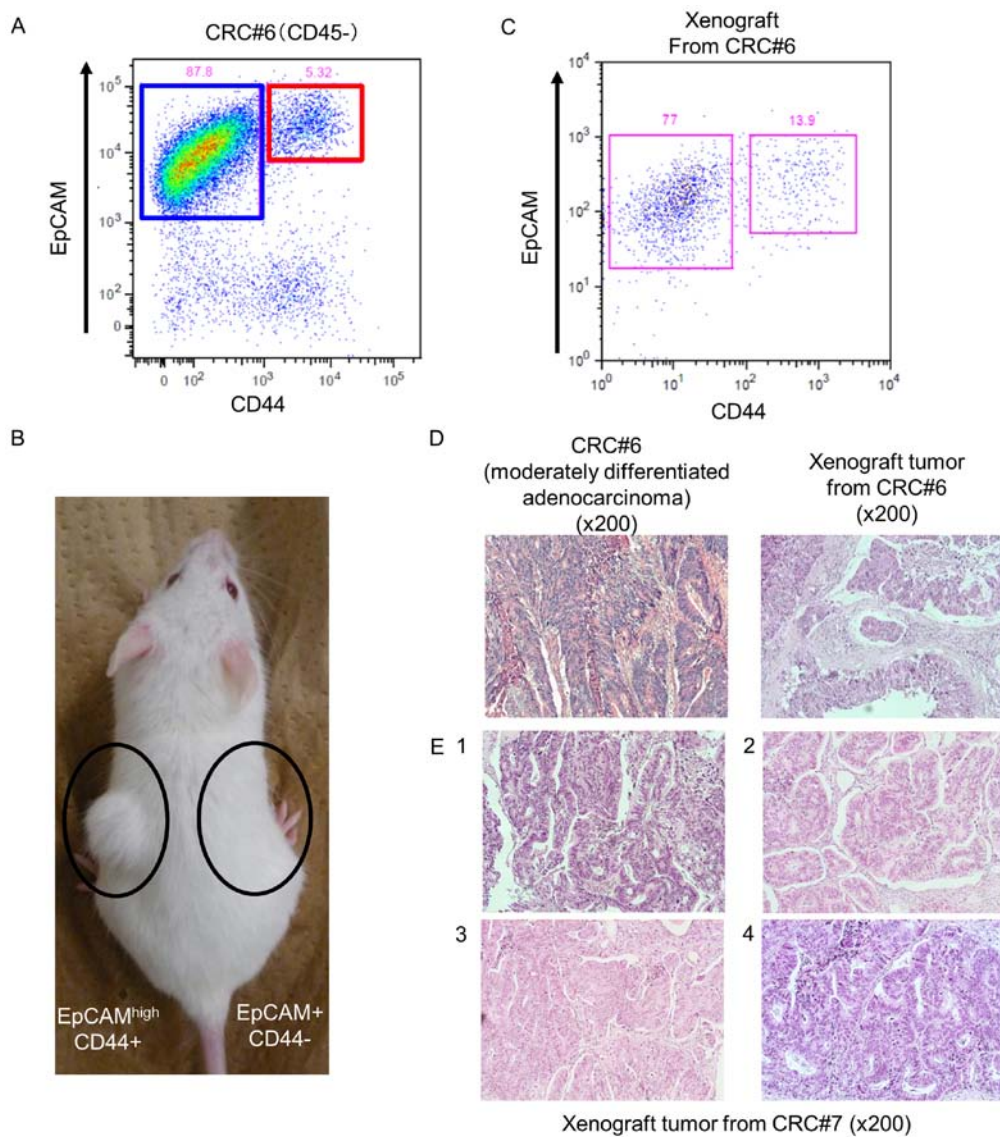 A
CRC#6(CD45-)
87.8
5.32
10^5
10^4
10^3
10^2
0
EpCAM
0 10^2 10^3 10^4 10^5
CD44
C
Xenograft
From CRC#6
10^4
77
13.9
10^3
10^2
10^1
10^0
EpCAM
10^0 10^1 10^2 10^3 10^4
CD44
B
EpCAM^high
CD44+
EpCAM+
CD44-
D
CRC#6
(moderately differentiated
adenocarcinoma)
(x200)
Xenograft tumor
from CRC#6
(x200)
E 1
2
3
4
Xenograft tumor from CRC#7 (x200)